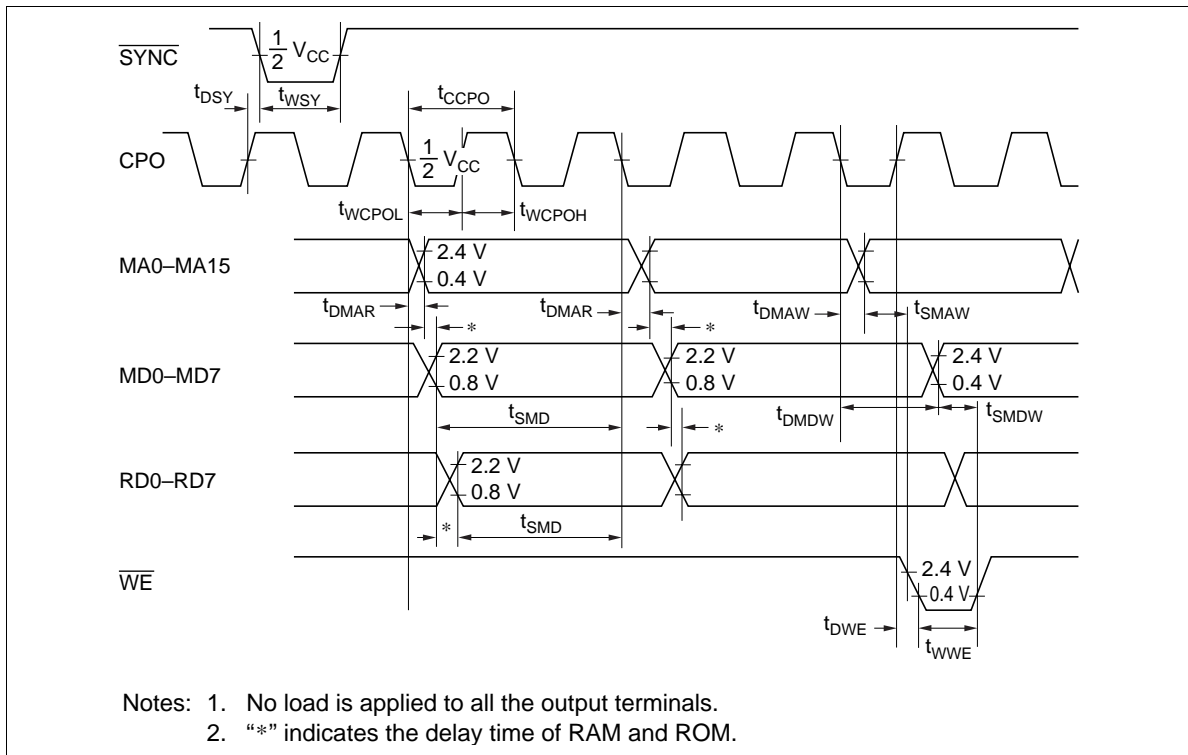 SYNC
1/2 VCC
tDSY
tWSY
tCCPO
CPO
1/2 VCC
tWCPOL
tWCPOH
MA0–MA15
2.4 V
0.4 V
tDMAR
tDMAR
tDMAW
tSMAW
*
*
MD0–MD7
2.2 V
0.8 V
2.2 V
0.8 V
2.4 V
0.4 V
tSMD
*
tDMDW
tSMDW
RD0–RD7
2.2 V
0.8 V
*
tSMD
WE
2.4 V
0.4 V
tDWE
tWWE
Notes: 1. No load is applied to all the output terminals.
2. “*” indicates the delay time of RAM and ROM.